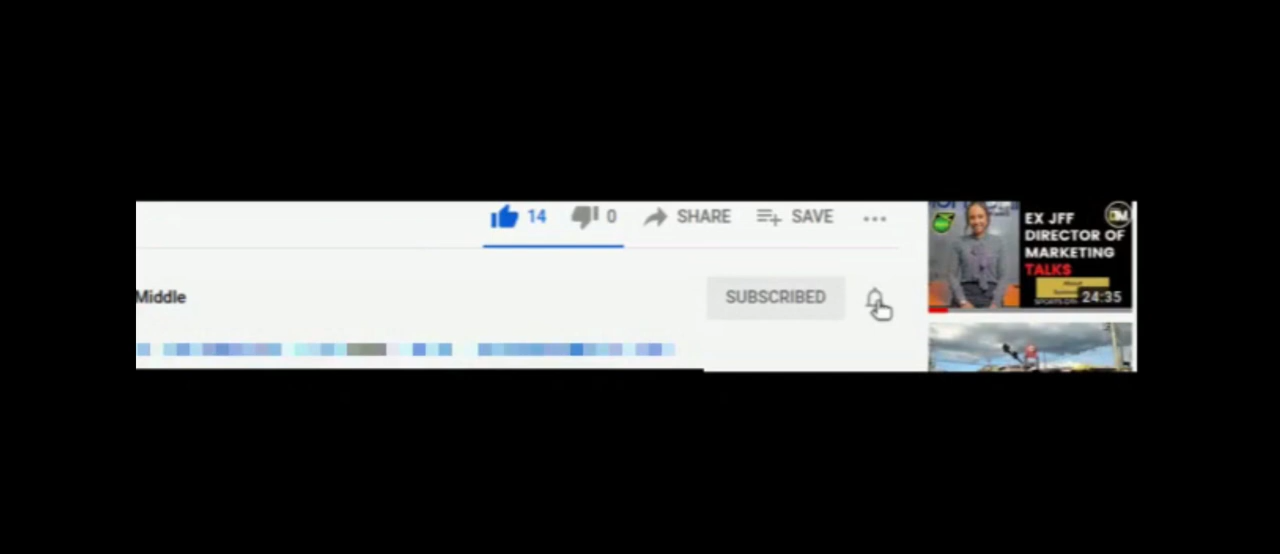 14 0 SHARE SAVE
Middle
SUBSCRIBED
EX JFF
DIRECTOR OF
MARKETING
TALKS
24:35